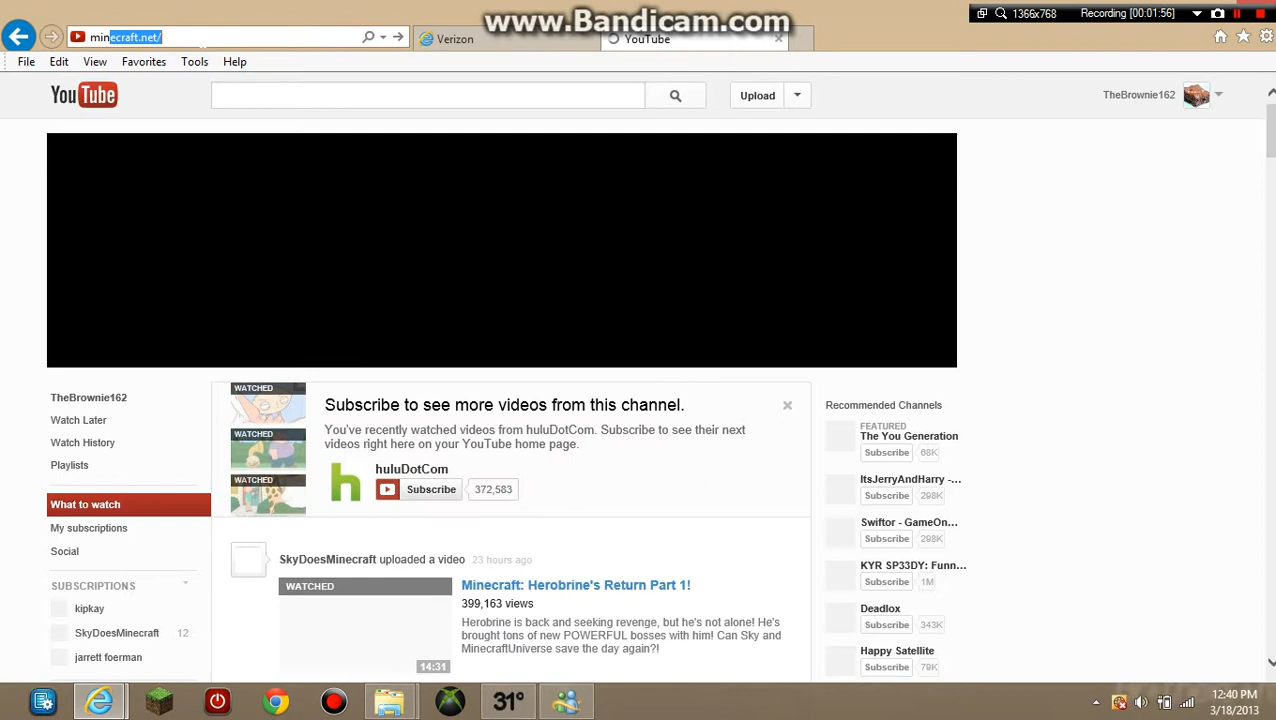 www.Bandicam.com
1366x768 Recording [00:01:56]
minecraft.net/ Verizon YouTube
File Edit View Favorites Tools Help
YouTube Upload TheBrownie162
TheBrownie162
Watch Later
Watch History
Playlists
What to watch
My subscriptions
Social
SUBSCRIPTIONS
kipkay
SkyDoesMinecraft 12
jarrett foerman
WATCHED
WATCHED
WATCHED
Subscribe to see more videos from this channel.
You've recently watched videos from huluDotCom. Subscribe to see their next
videos right here on your YouTube home page.
huluDotCom
h Subscribe 372,583
SkyDoesMinecraft uploaded a video 23 hours ago
WATCHED
14:31
Minecraft: Herobrine's Return Part 1!
399,163 views
Herobrine is back and seeking revenge, but he's not alone! He's
brought tons of new POWERFUL bosses with him! Can Sky and
MinecraftUniverse save the day again?!
Recommended Channels
FEATURED
The You Generation
Subscribe 68K
ItsJerryAndHarry -...
Subscribe 298K
Swiftor - GameOn...
Subscribe 298K
KYR SP33DY: Funn...
Subscribe 1M
Deadlox
Subscribe 343K
Happy Satellite
Subscribe 79K
31°
12:40 PM
3/18/2013